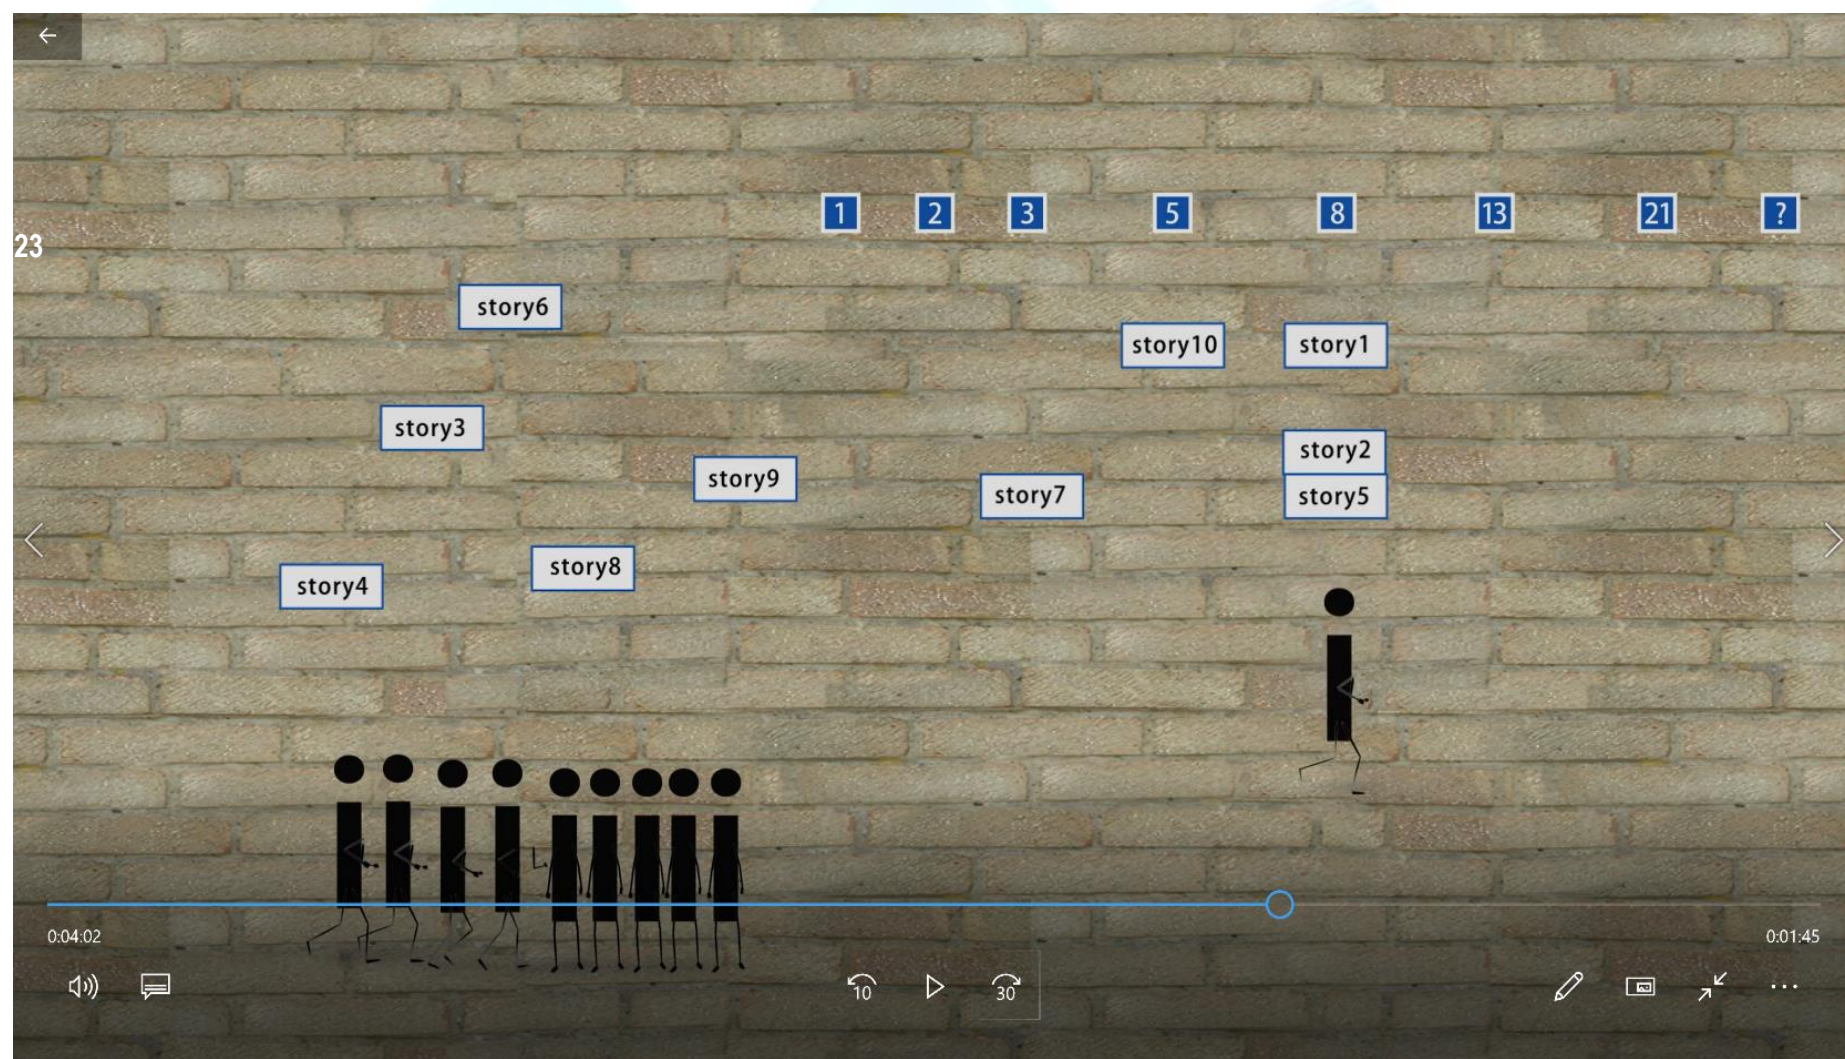 1 2 3 5 8 13 21 ?
23
story6
story10 story1
story3
story2
story9
story7 story5
story8
story4
0:04:02 0:01:45
10 30